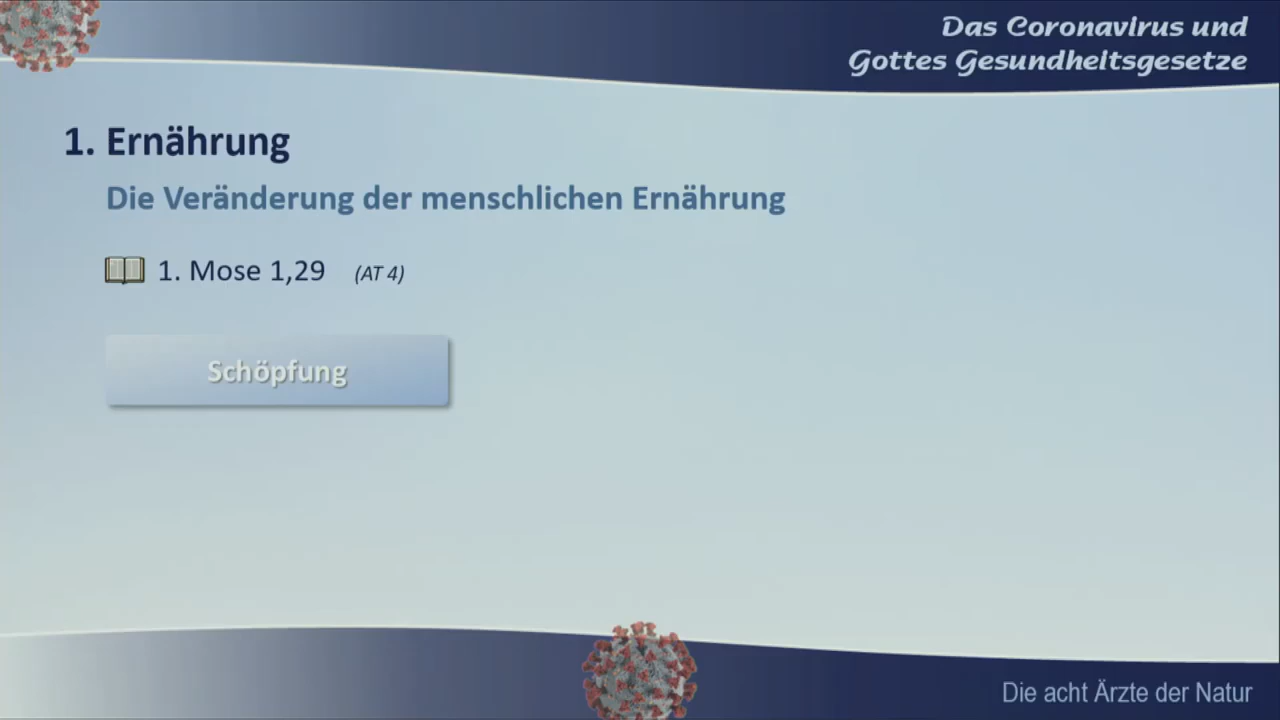 Das Coronavirus und
Gottes Gesundheitsgesetze
1. Ernährung
Die Veränderung der menschlichen Ernährung
1. Mose 1,29 (AT 4)
Schöpfung
Die acht Ärzte der Natur